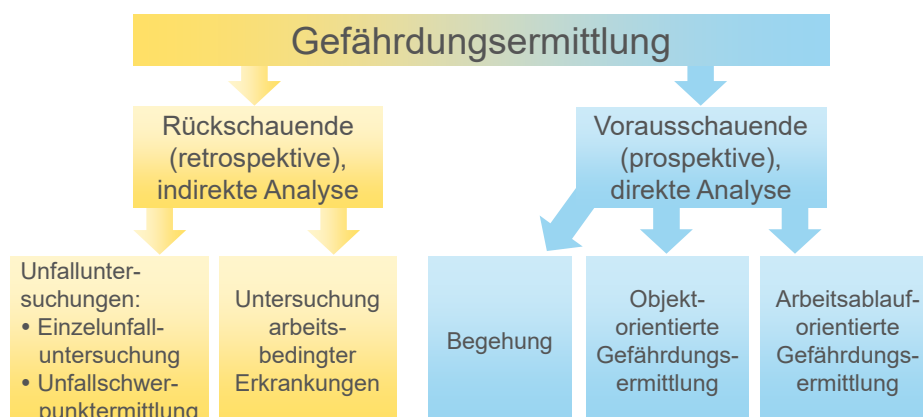 Gefährdungsermittlung
Rückschauende
(retrospektive),
indirekte Analyse
Vorausschauende
(prospektive),
direkte Analyse
Unfallunter-
suchungen:
• Einzelunfall-
untersuchung
• Unfallschwer-
punktermittlung
Untersuchung
arbeits-
bedingter
Erkrankungen
Begehung
Objekt-
orientierte
Gefährdungs-
ermittlung
Arbeitsablauf-
orientierte
Gefährdungs-
ermittlung